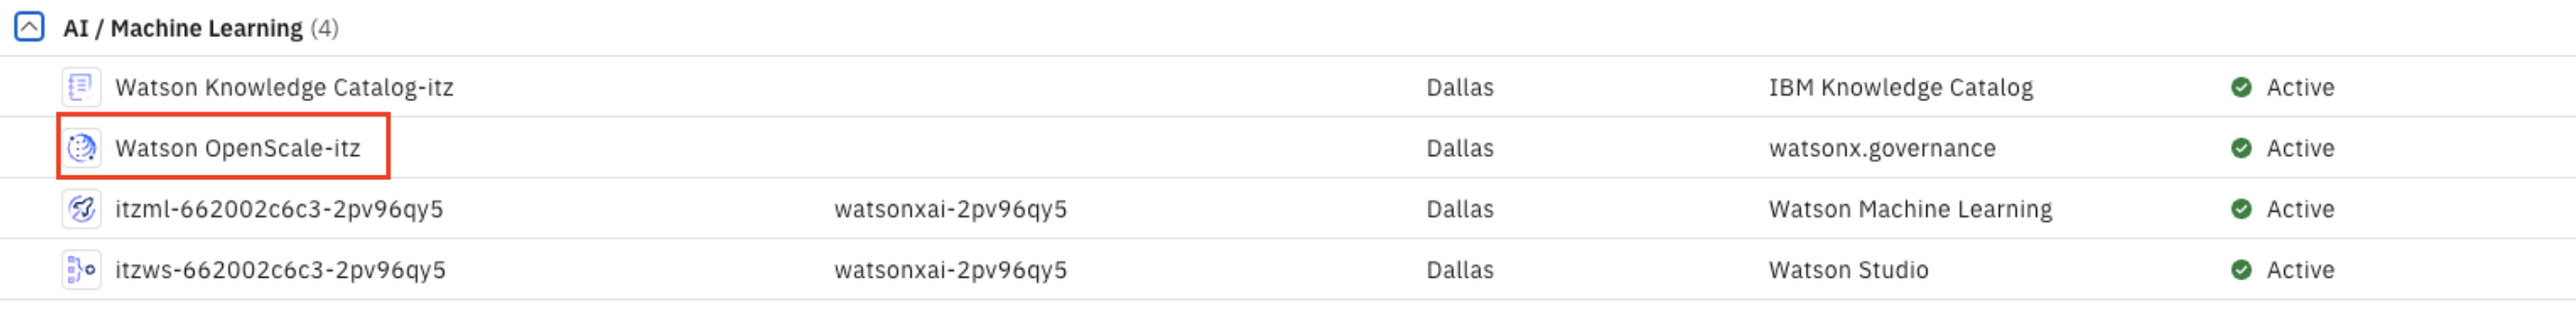 AI / Machine Learning (4)
Watson Knowledge Catalog-itz Dallas IBM Knowledge Catalog Active
Watson OpenScale-itz Dallas watsonx.governance Active
itzml-662002c6c3-2pv96qy5 watsonxai-2pv96qy5 Dallas Watson Machine Learning Active
itzws-662002c6c3-2pv96qy5 watsonxai-2pv96qy5 Dallas Watson Studio Active